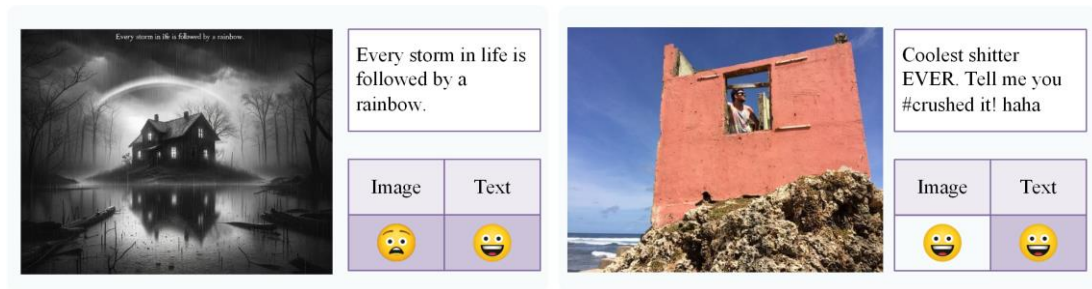 Every storm in life is followed by a rainbow.
Every storm in life is
followed by a
rainbow.
Image Text
Coolest shitter
EVER. Tell me you
#crushed it! haha
Image Text